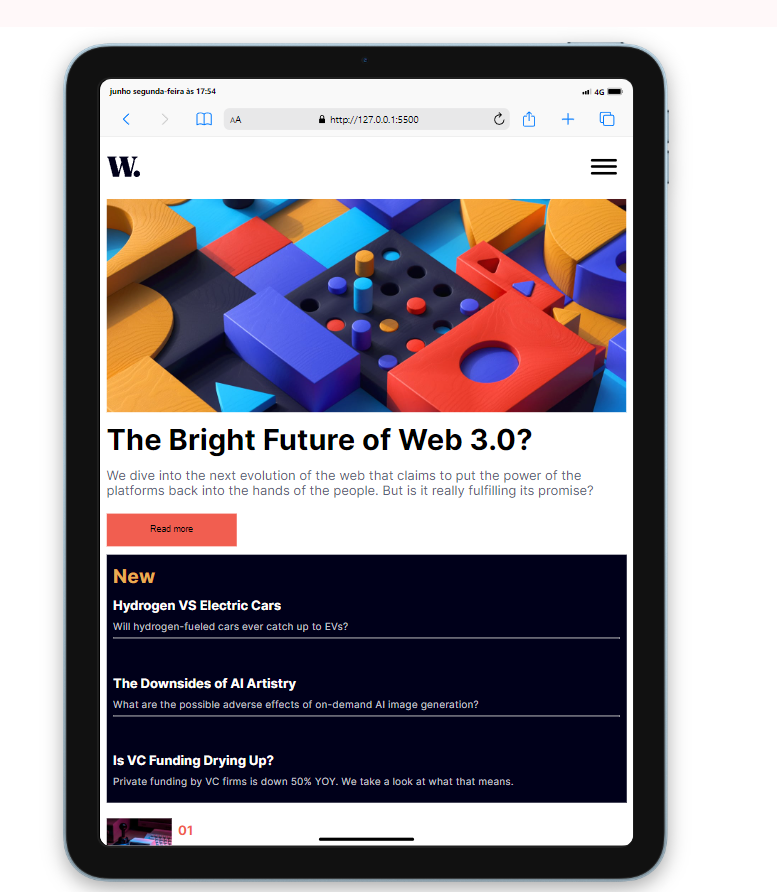 junho segunda-feira às 17:54
4G
AA
http://127.0.0.1:5500
W.
The Bright Future of Web 3.0?
We dive into the next evolution of the web that claims to put the power of the
platforms back into the hands of the people. But is it really fulfilling its promise?
Read more
New
Hydrogen VS Electric Cars
Will hydrogen-fueled cars ever catch up to EVs?
The Downsides of AI Artistry
What are the possible adverse effects of on-demand AI image generation?
Is VC Funding Drying Up?
Private funding by VC firms is down 50% YOY. We take a look at what that means.
01